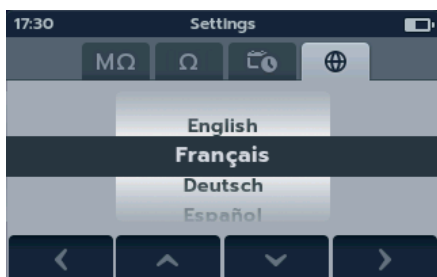 17:30 Settings
MΩ Ω
English
Français
Deutsch
Español